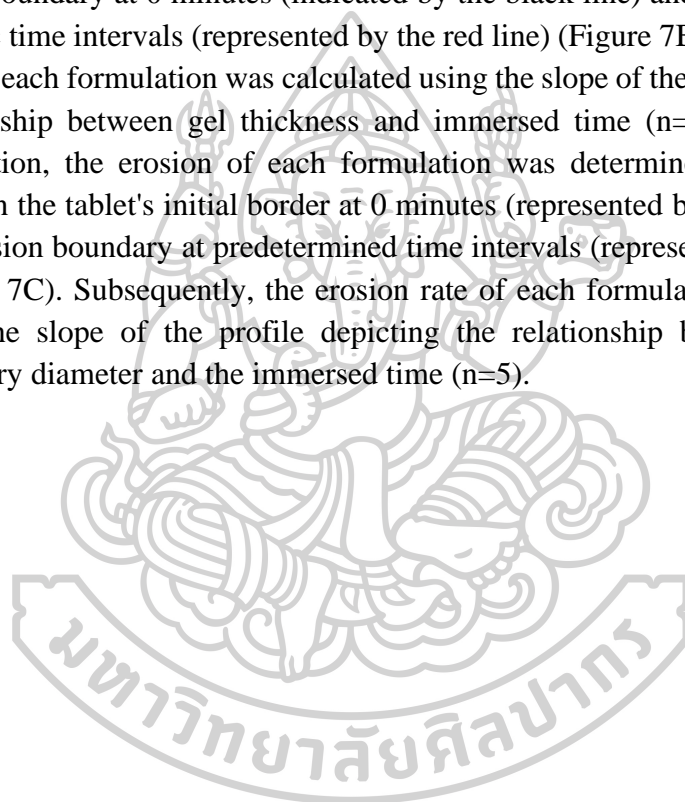 oundary at 0 minutes (indicated by the black line) and
time intervals (represented by the red line) (Figure 7B
each formulation was calculated using the slope of the
ship between gel thickness and immersed time (n=
tion, the erosion of each formulation was determine
the tablet's initial border at 0 minutes (represented b
sion boundary at predetermined time intervals (represe
7C). Subsequently, the erosion rate of each formula
he slope of the profile depicting the relationship b
ry diameter and the immersed time (n=5).
มหาวิทยาลัยศิลปากร